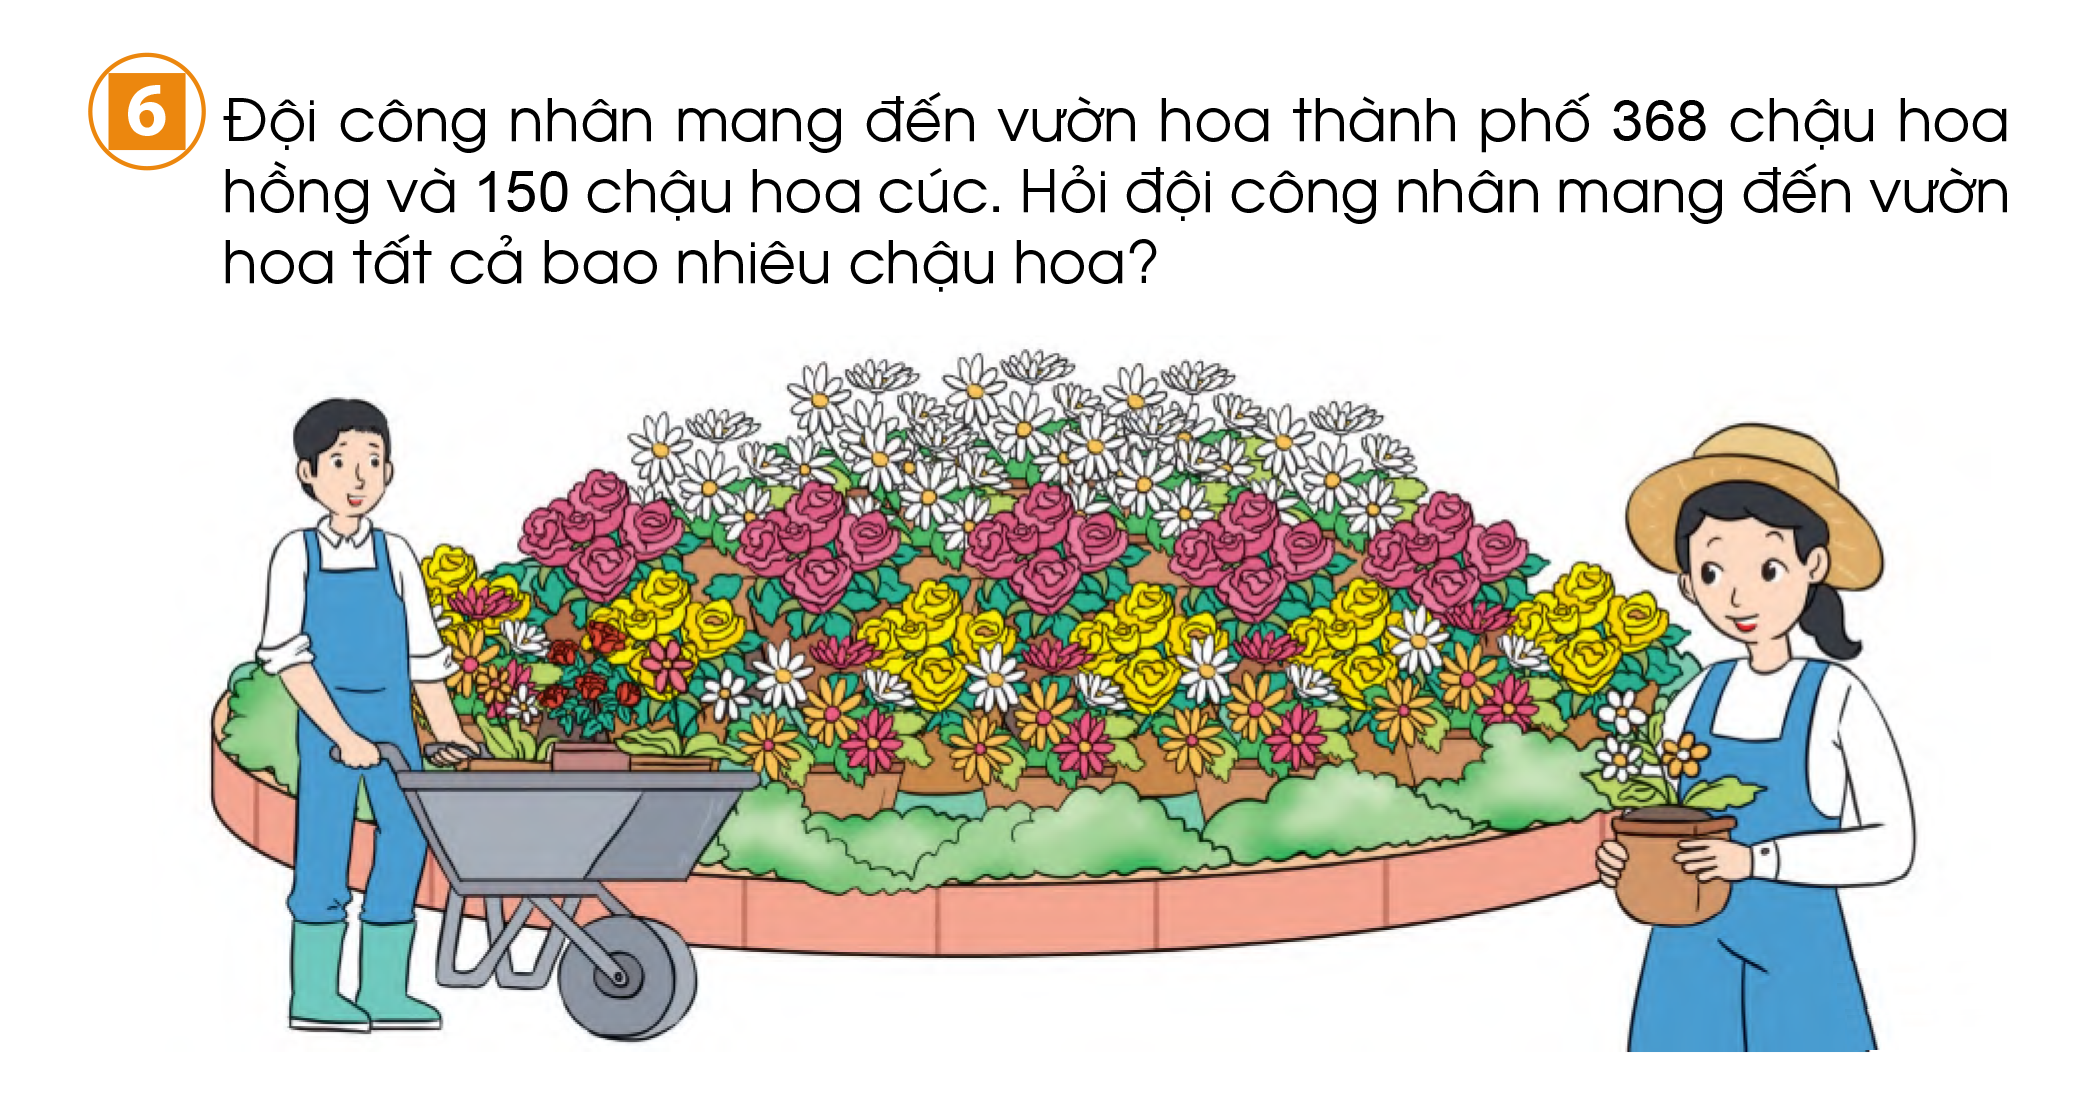 6 Đội công nhân mang đến vườn hoa thành phố 368 chậu hoa
hồng và 150 chậu hoa cúc. Hỏi đội công nhân mang đến vườn
hoa tất cả bao nhiêu chậu hoa?